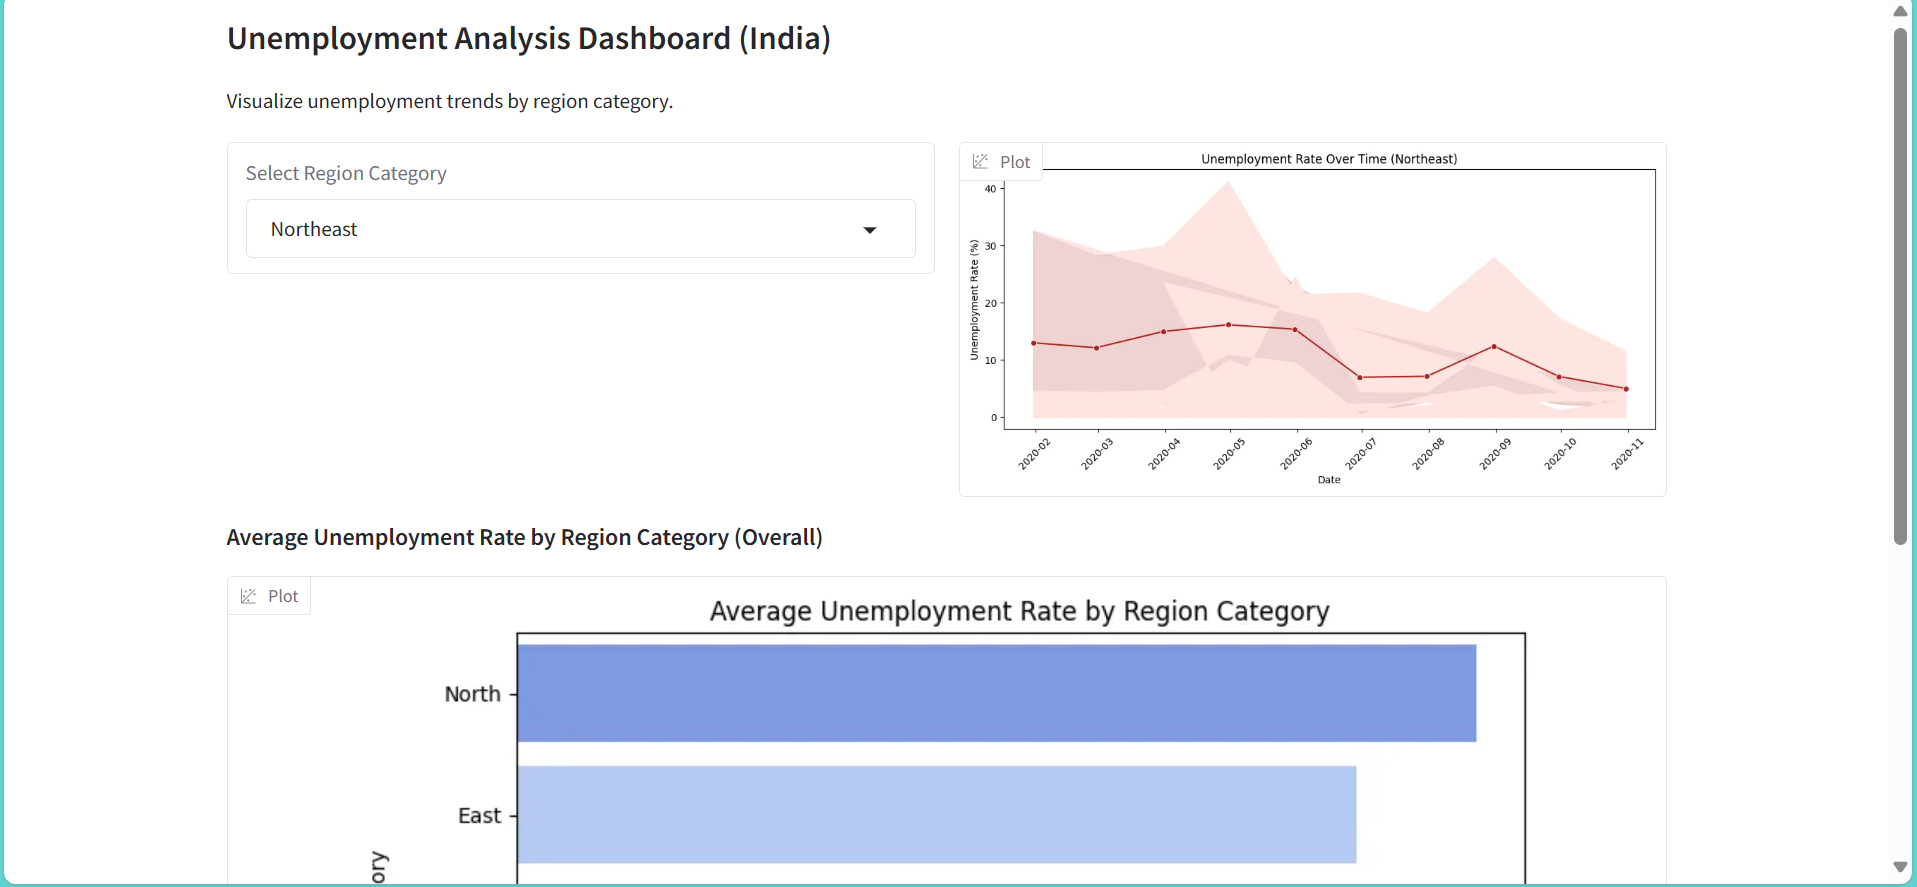 Unemployment Analysis Dashboard (India)
Visualize unemployment trends by region category.
Select Region Category
Northeast
Plot
Unemployment Rate Over Time (Northeast)
Unemployment Rate (%)
40
30
20
10
0
2020-02
2020-03
2020-04
2020-05
2020-06
2020-07
2020-08
2020-09
2020-10
2020-11
Date
Average Unemployment Rate by Region Category (Overall)
Plot
Average Unemployment Rate by Region Category
North
East
ory